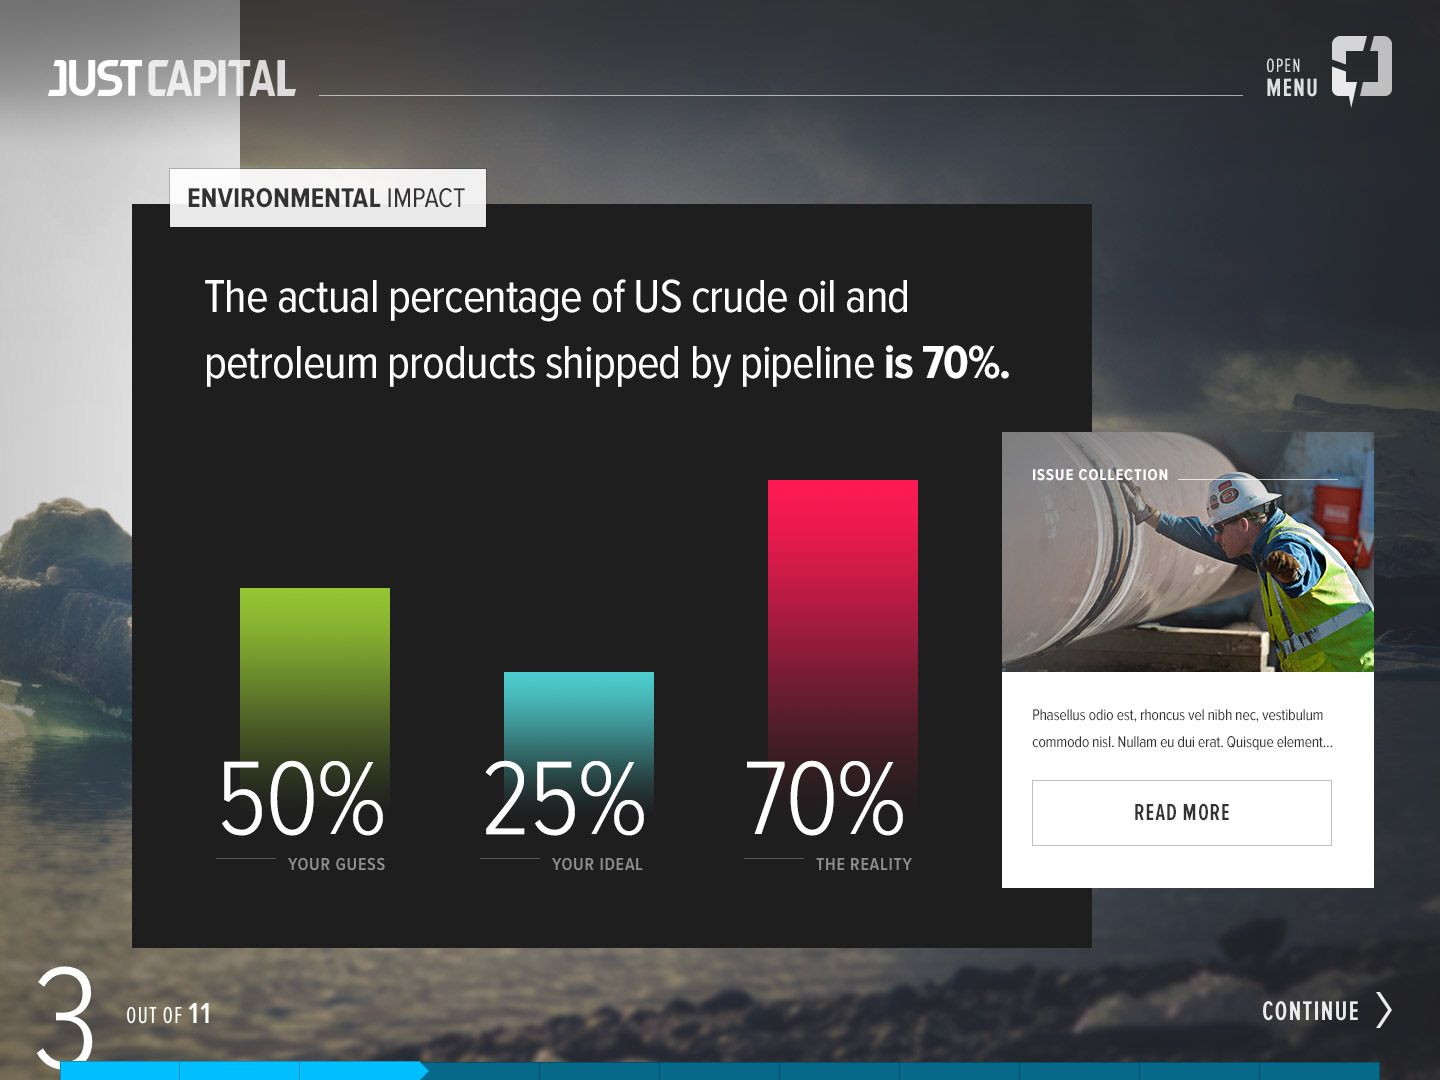 JUSTCAPITAL
OPEN
MENU
ENVIRONMENTAL IMPACT
The actual percentage of US crude oil and
petroleum products shipped by pipeline is 70%.
50%
YOUR GUESS
25%
YOUR IDEAL
70%
THE REALITY
ISSUE COLLECTION
Phasellus odio est, rhoncus vel nibh nec, vestibulum
commodo nisl. Nullam eu dui erat. Quisque element...
READ MORE
3 OUT OF 11
CONTINUE